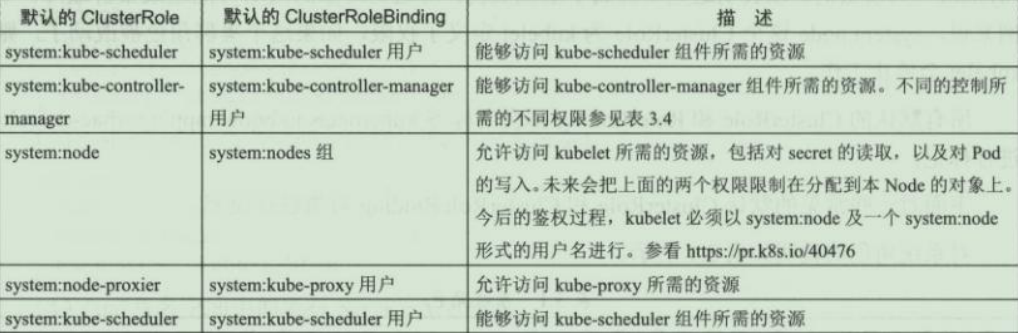 默认的 ClusterRole 默认的 ClusterRoleBinding 描 述
system:kube-scheduler system:kube-scheduler 用户 能够访问 kube-scheduler 组件所需的资源
system:kube-controller- system:kube-controller-manager 能够访问 kube-controller-manager 组件所需的资源。不同的控制所
manager 用户 需的不同权限参见表 3.4
system:node system:nodes 组 允许访问 kubelet 所需的资源，包括对 secret 的读取，以及对 Pod
的写入。未来会把上面的两个权限限制在分配到本 Node 的对象上。
今后的鉴权过程，kubelet 必须以 system:node 及一个 system:node
形式的用户名进行。参看 https://pr.k8s.io/40476
system:node-proxier system:kube-proxy 用户 允许访问 kube-proxy 所需的资源
system:kube-scheduler system:kube-scheduler 用户 能够访问 kube-scheduler 组件所需的资源